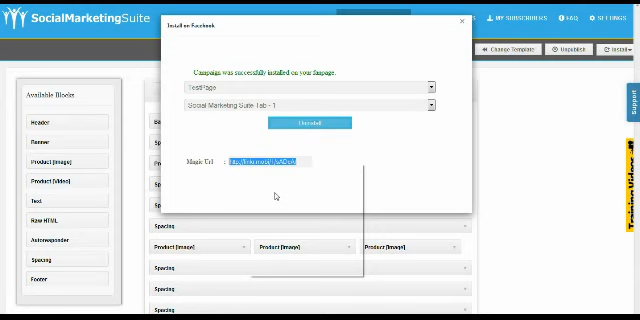 SocialMarketingSuite
MY SUBSCRIBERS
FAQ
SETTINGS
Install on Facebook
Change Template
Unpublish
Install
Campaign was successfully installed on your fanpage.
TestPage
Social Marketing Suite Tab - 1
Uninstall
Magic Url :
Available Blocks
Header
Banner
Product [Image]
Product [Video]
Text
Raw HTML
Autoresponder
Spacing
Footer
Spacing
Product [Image]
Product [Image]
Product [Image]
Spacing
Spacing
Spacing
Support
Training Videos